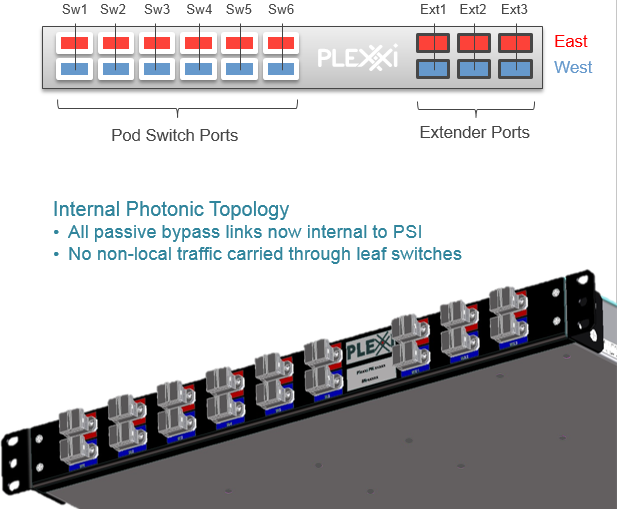 Sw1 Sw2 Sw3 Sw4 Sw5 Sw6 Ext1 Ext2 Ext3
PLEXXi
East
West
Pod Switch Ports
Extender Ports
Internal Photonic Topology
• All passive bypass links now internal to PSI
• No non-local traffic carried through leaf switches
PLEXXi